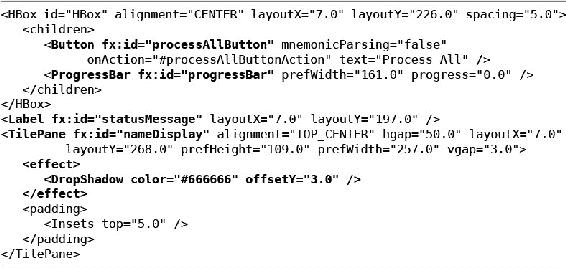 <HBox id="HBox" alignment="CENTER" layoutX="7.0" layoutY="226.0" spacing="5.0">
<children>
<Button fx:id="processAllButton" mnemonicParsing="false"
onAction="#processAllButtonAction" text="Process All" />
<ProgressBar fx:id="progressBar" prefWidth="161.0" progress="0.0" />
</children>
</HBox>
<Label fx:id="statusMessage" layoutX="7.0" layoutY="197.0" />
<TilePane fx:id="nameDisplay" alignment="TOP_CENTER" hgap="50.0" layoutX="7.0"
layoutY="268.0" prefHeight="109.0" prefWidth="257.0" vgap="3.0">
<effect>
<DropShadow color="#666666" offsetY="3.0" />
</effect>
<padding>
<Insets top="5.0" />
</padding>
</TilePane>